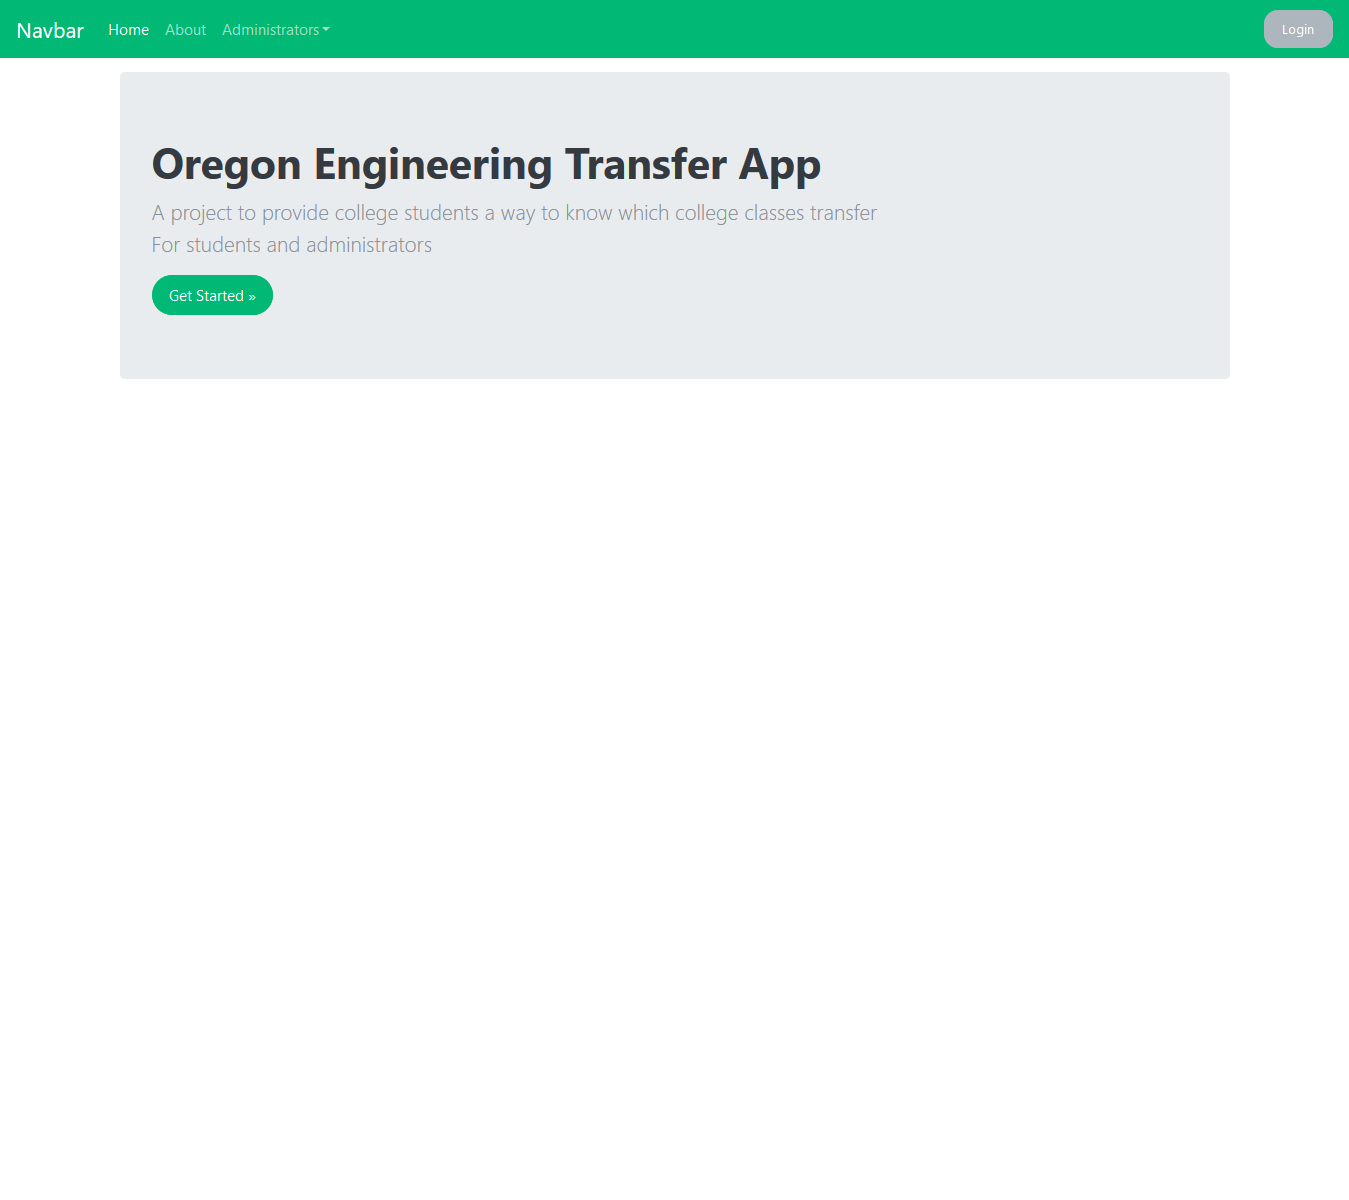 Navbar Home About Administrators Login
Oregon Engineering Transfer App
A project to provide college students a way to know which college classes transfer
For students and administrators
Get Started »